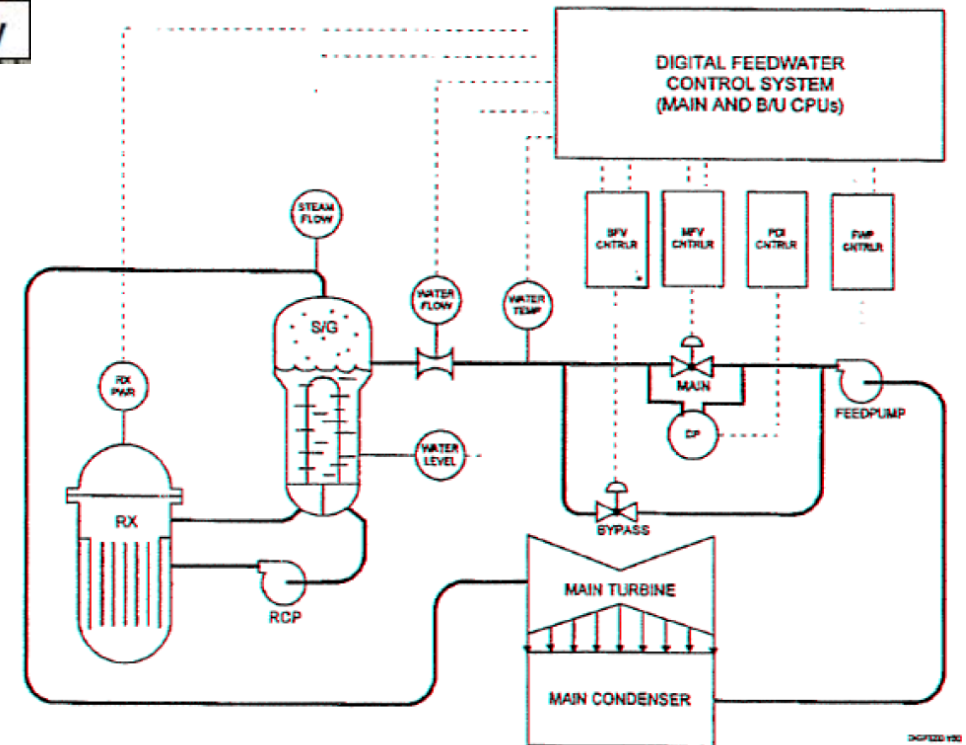 DIGITAL FEEDWATER
CONTROL SYSTEM
(MAIN AND B/U CPUs)
BFV
CNTRLR
MFV
CNTRLR
PDI
CNTRLR
FWP
CNTRLR
STEAM
FLOW
WATER
FLOW
WATER
TEMP
S/G
RX
PWR
MAIN
FEEDPUMP
DP
WATER
LEVEL
BYPASS
RX
RCP
MAIN TURBINE
MAIN CONDENSER